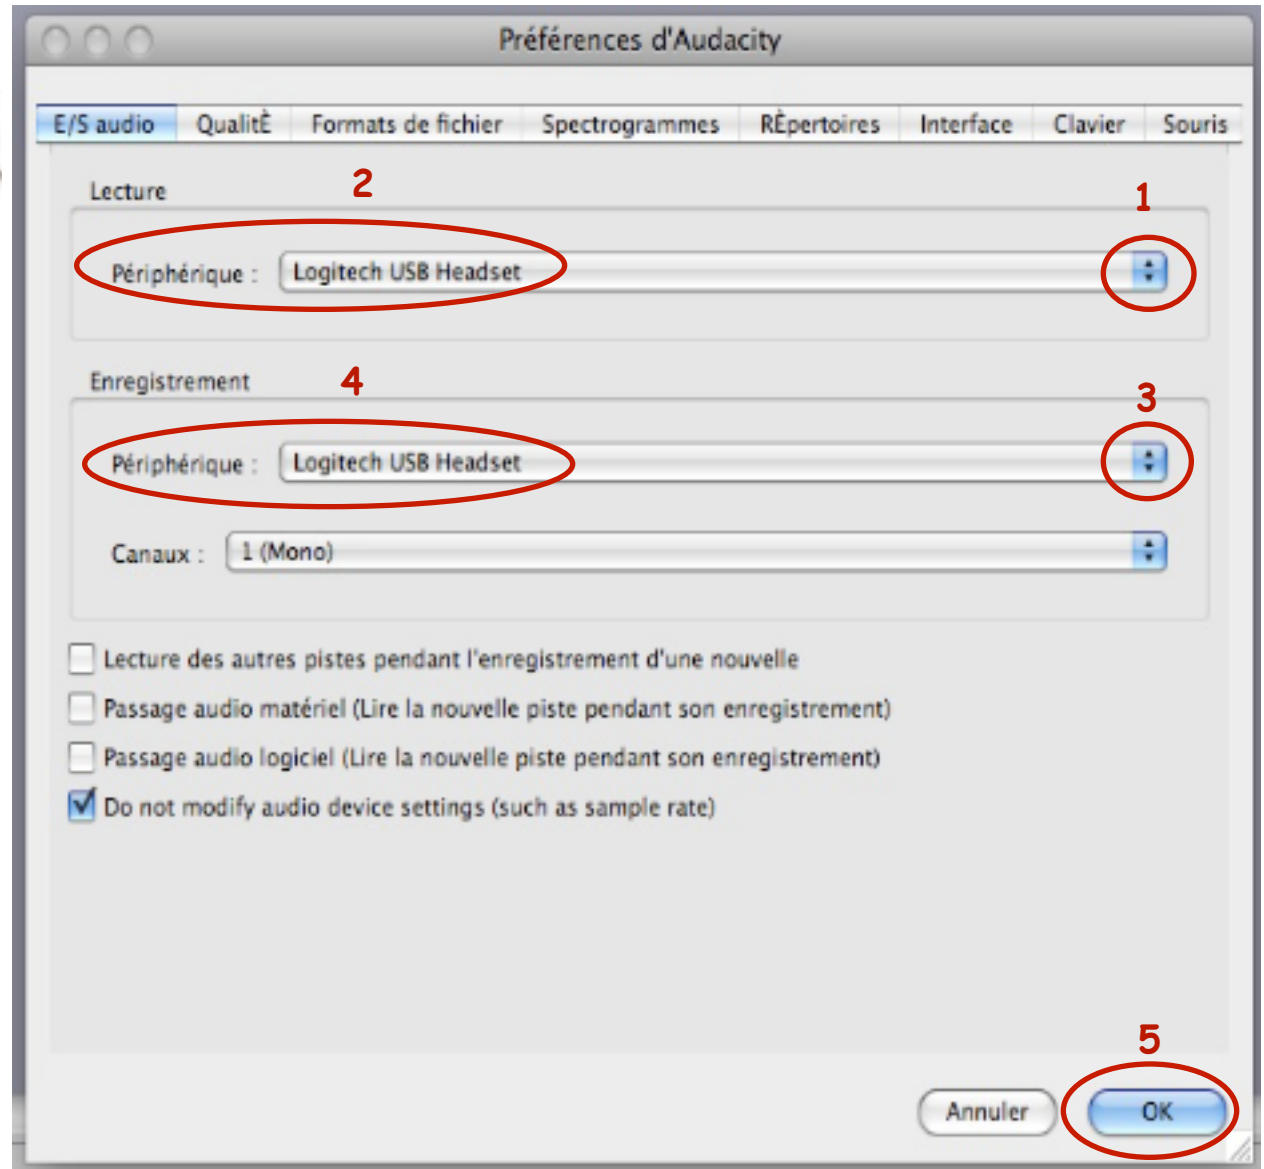 Préférences d'Audacity
E/S audio QualitÈ Formats de fichier Spectrogrammes RÈpertoires Interface Clavier Souris
Lecture 2 1
Périphérique : Logitech USB Headset
Enregistrement 4 3
Périphérique : Logitech USB Headset
Canaux : 1 (Mono)
Lecture des autres pistes pendant l'enregistrement d'une nouvelle
Passage audio matériel (Lire la nouvelle piste pendant son enregistrement)
Passage audio logiciel (Lire la nouvelle piste pendant son enregistrement)
Do not modify audio device settings (such as sample rate)
5
Annuler OK